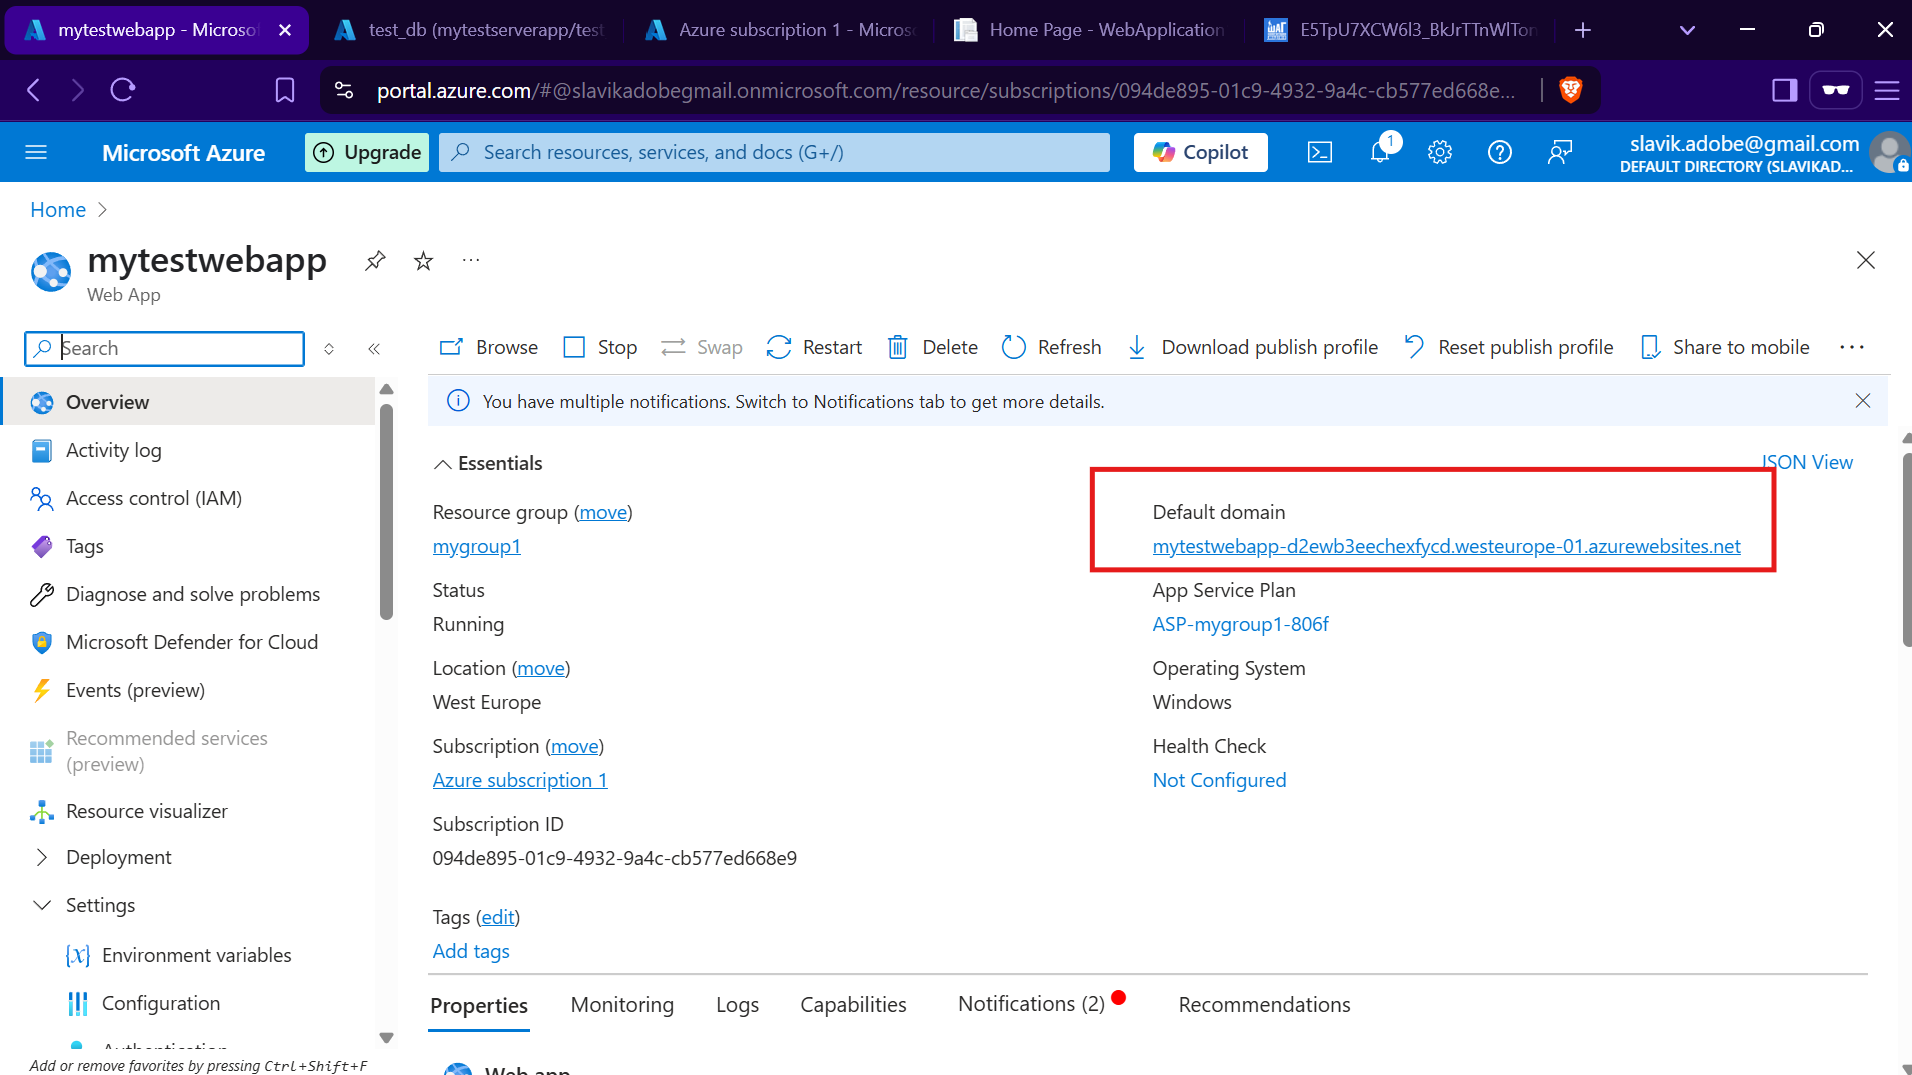 mytestwebapp - Microso
test_db (mytestserverapp/test
Azure subscription 1 - Micros
Home Page - WebApplication
E5TpU7XCW6l3_BkJrTTnWlTon
portal.azure.com/#@slavikadobegmail.onmicrosoft.com/resource/subscriptions/094de895-01c9-4932-9a4c-cb577ed668e...
Microsoft Azure
Upgrade
Search resources, services, and docs (G+/)
Copilot
1
slavik.adobe@gmail.com
DEFAULT DIRECTORY (SLAVIKAD...
Home
mytestwebapp
Web App
Search
Browse
Stop
Swap
Restart
Delete
Refresh
Download publish profile
Reset publish profile
Share to mobile
You have multiple notifications. Switch to Notifications tab to get more details.
Overview
Activity log
Access control (IAM)
Tags
Diagnose and solve problems
Microsoft Defender for Cloud
Events (preview)
Recommended services
(preview)
Resource visualizer
Deployment
Settings
Environment variables
Configuration
Authentication
Add or remove favorites by pressing Ctrl+Shift+F
Essentials
JSON View
Resource group (move)
mygroup1
Status
Running
Location (move)
West Europe
Subscription (move)
Azure subscription 1
Subscription ID
094de895-01c9-4932-9a4c-cb577ed668e9
Tags (edit)
Add tags
Default domain
mytestwebapp-d2ewb3eechexfycd.westeurope-01.azurewebsites.net
App Service Plan
ASP-mygroup1-806f
Operating System
Windows
Health Check
Not Configured
Properties
Monitoring
Logs
Capabilities
Notifications (2)
Recommendations
Web app